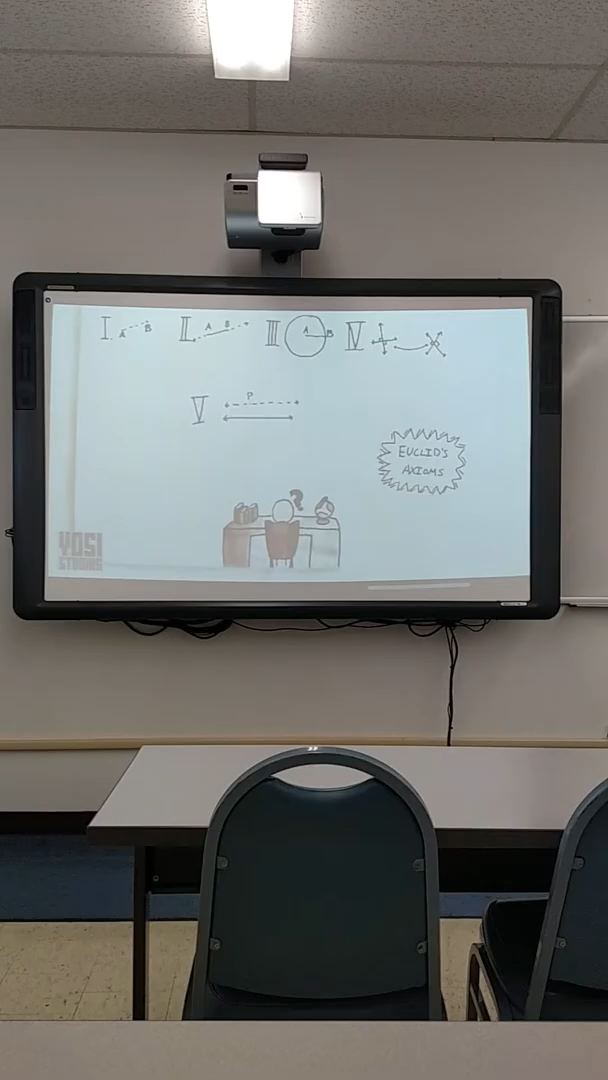 I A B II A B III A B IV
V P
EUCLID'S
AXIOMS
?
YOSI
STUDIOS